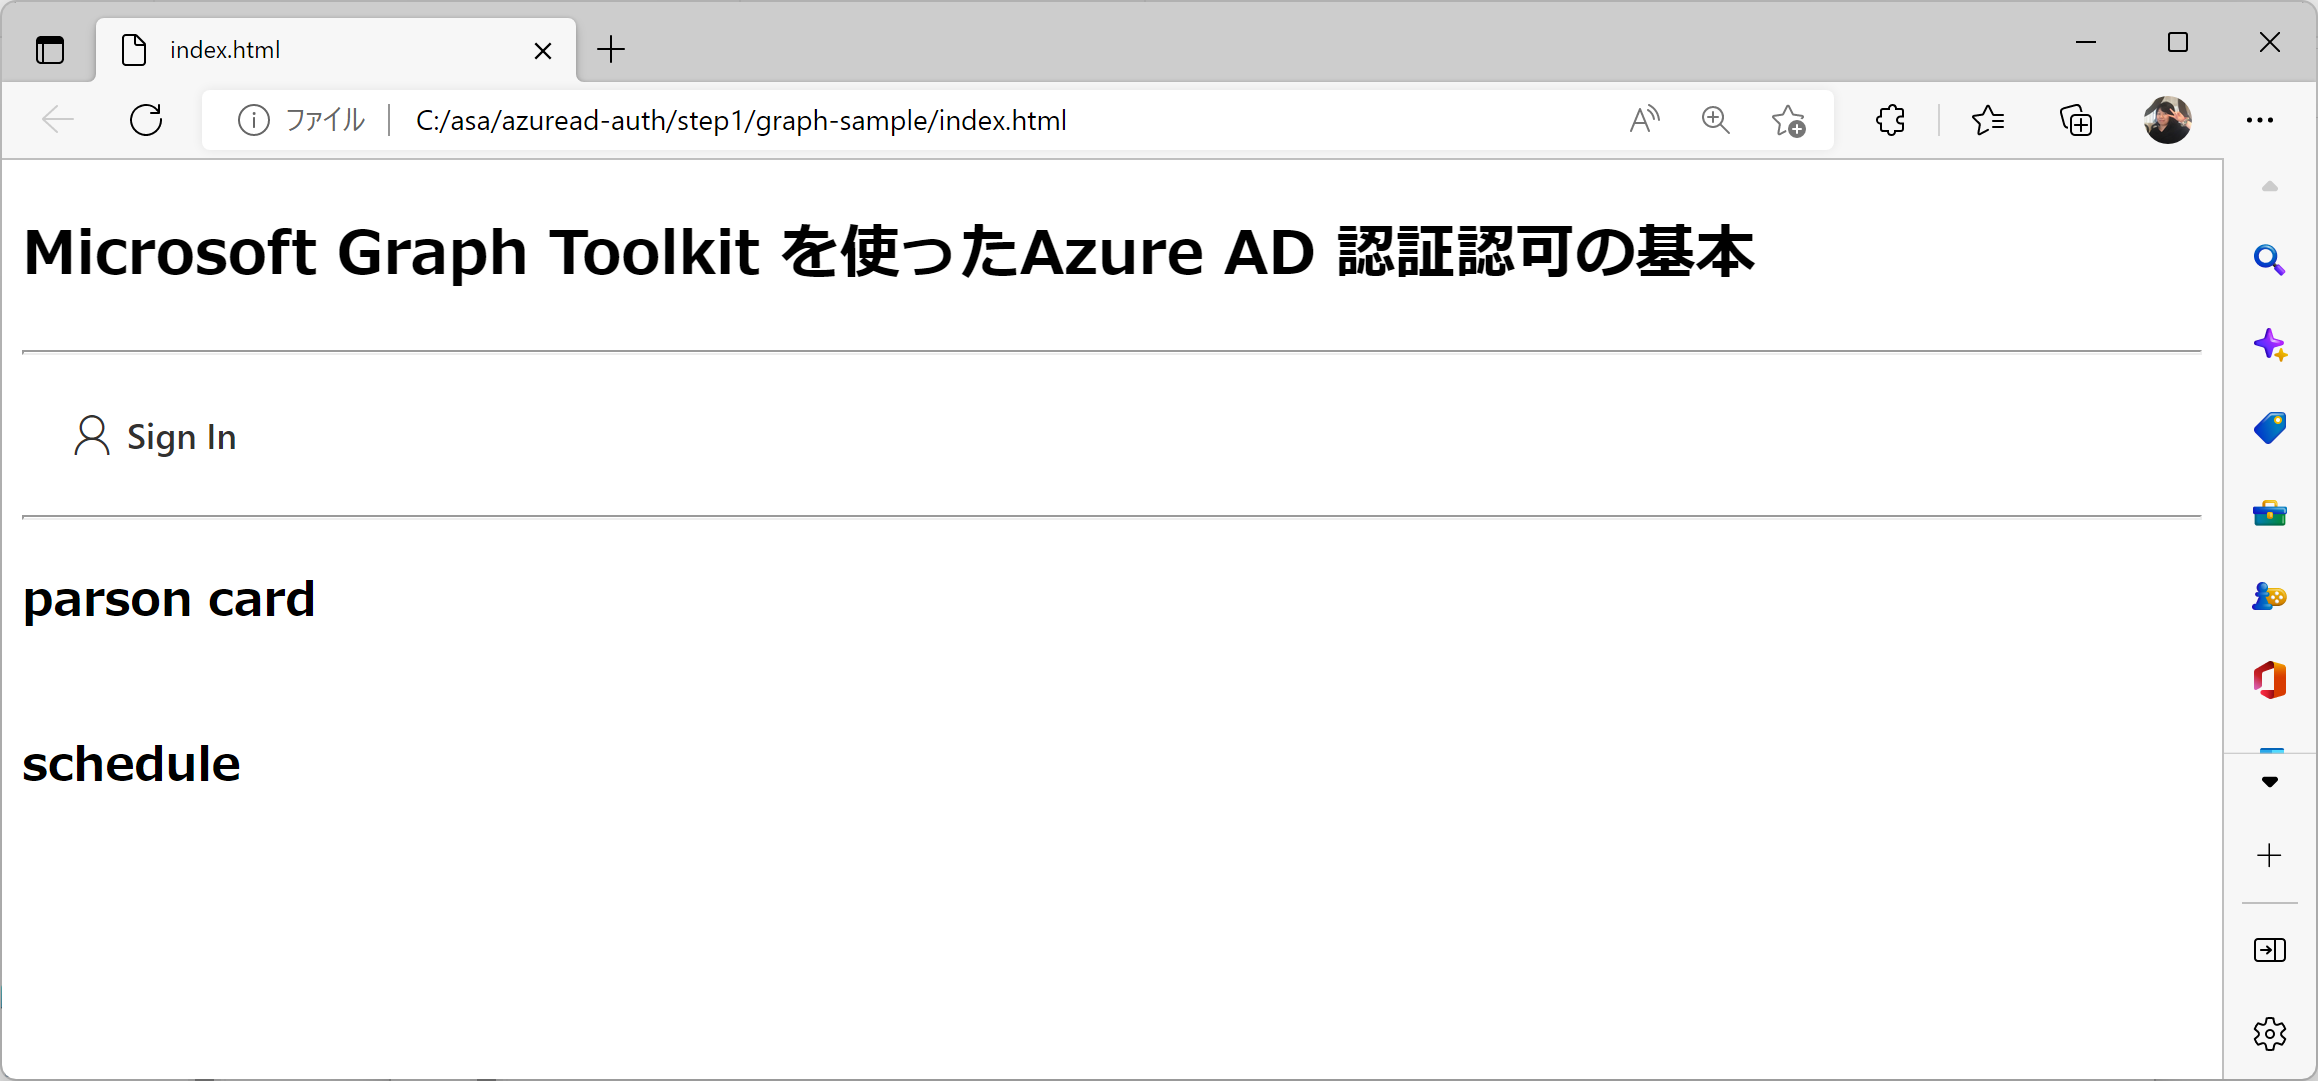 index.html
ファイル C:/asa/azuread-auth/step1/graph-sample/index.html
Microsoft Graph Toolkit を使ったAzure AD 認証認可の基本
Sign In
parson card
schedule